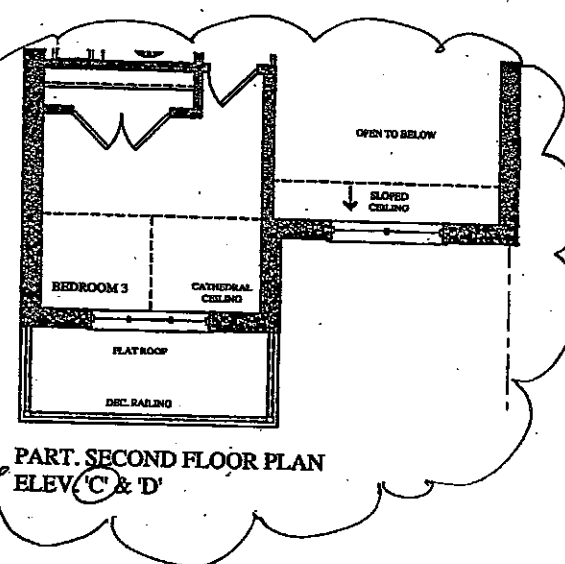 OPEN TO BELOW
SLOPED
CEILING
BEDROOM 3
CATHEDRAL
CEILING
FLAT ROOF
DEC. RAILING
PART. SECOND FLOOR PLAN
ELEV. 'C' & 'D'